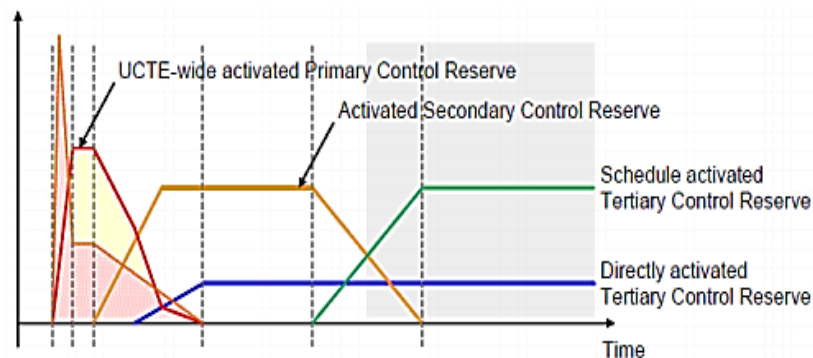 UCTE-wide activated Primary Control Reserve
Activated Secondary Control Reserve
Schedule activated
Tertiary Control Reserve
Directly activated
Tertiary Control Reserve
Time